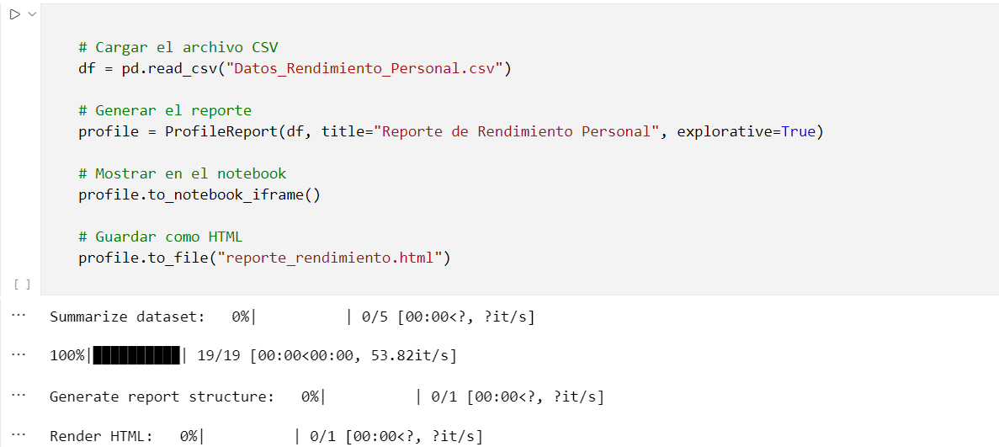 # Cargar el archivo CSV
df = pd.read_csv("Datos_Rendimiento_Personal.csv")
# Generar el reporte
profile = ProfileReport(df, title="Reporte de Rendimiento Personal", explorative=True)
# Mostrar en el notebook
profile.to_notebook_iframe()
# Guardar como HTML
profile.to_file("reporte_rendimiento.html")
[ ]
... Summarize dataset:   0%|          | 0/5 [00:00<?, ?it/s]
... 100%|██████████| 19/19 [00:00<00:00, 53.82it/s]
... Generate report structure:   0%|          | 0/1 [00:00<?, ?it/s]
... Render HTML:   0%|          | 0/1 [00:00<?, ?it/s]